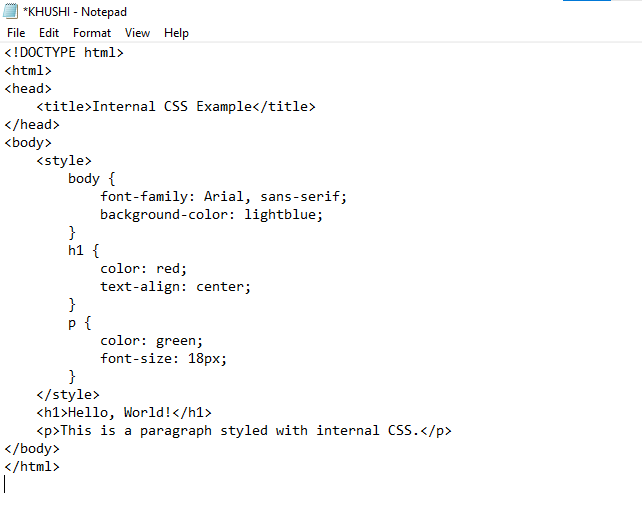 *KHUSHI - Notepad
File Edit Format View Help
<!DOCTYPE html>
<html>
<head>
    <title>Internal CSS Example</title>
</head>
<body>
    <style>
        body {
            font-family: Arial, sans-serif;
            background-color: lightblue;
        }
        h1 {
            color: red;
            text-align: center;
        }
        p {
            color: green;
            font-size: 18px;
        }
    </style>
    <h1>Hello, World!</h1>
    <p>This is a paragraph styled with internal CSS.</p>
</body>
</html>